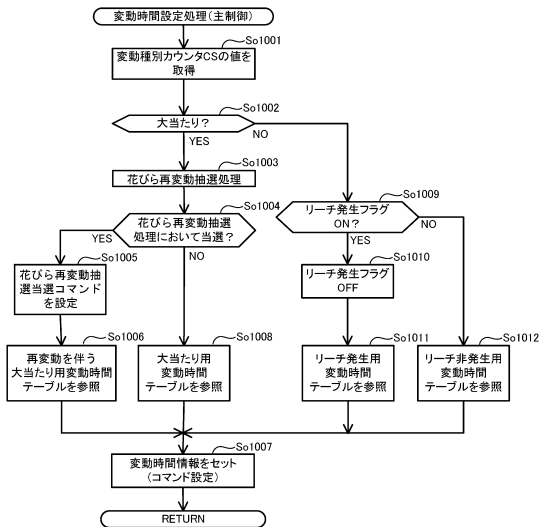 変動時間設定処理(主制御)
So1001
変動種別カウンタCSの値を
取得
So1002
大当たり?
NO
YES
So1003
花びら再変動抽選処理
So1004
花びら再変動抽選
処理において当選?
YES
NO
So1009
リーチ発生フラグ
ON?
NO
YES
So1005
花びら再変動抽
選当選コマンド
を設定
So1010
リーチ発生フラグ
OFF
So1006
再変動を伴う
大当たり用変動時間
テーブルを参照
So1008
大当たり用
変動時間
テーブルを参照
So1011
リーチ発生用
変動時間
テーブルを参照
So1012
リーチ非発生用
変動時間
テーブルを参照
So1007
変動時間情報をセット
(コマンド設定)
RETURN